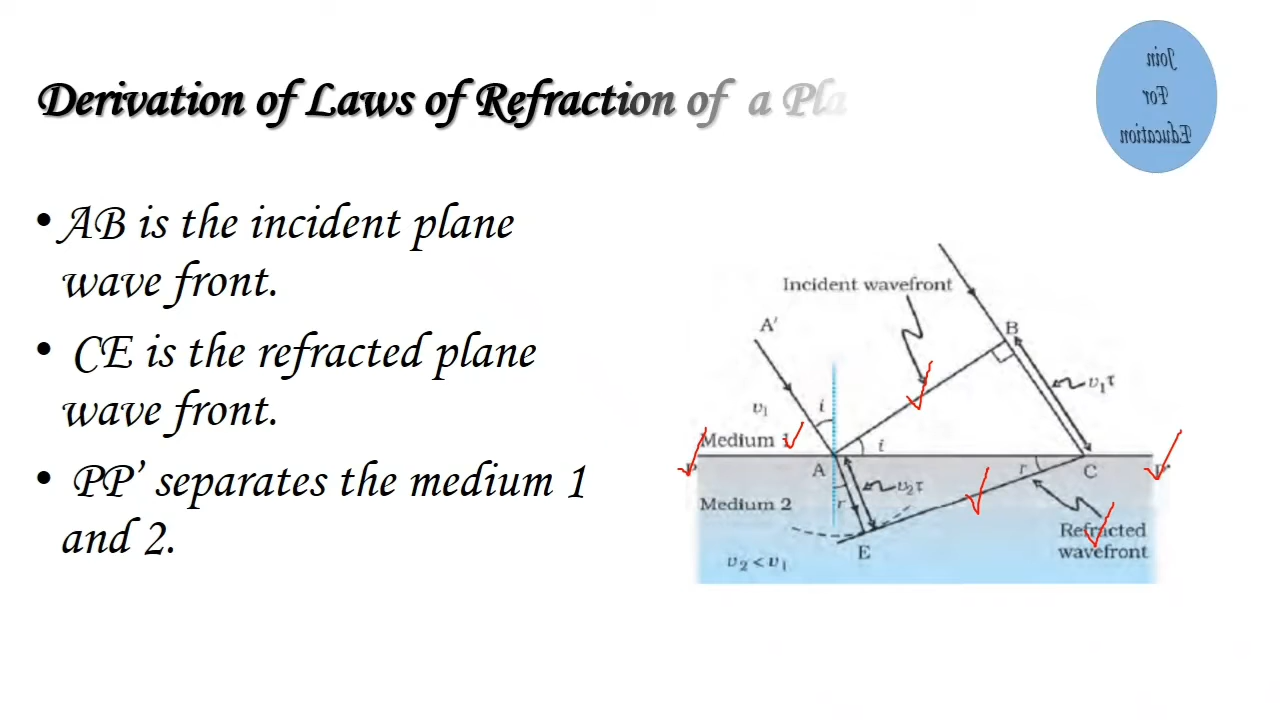 Derivation of Laws of Refraction of a Pla
Join
For
Education
• AB is the incident plane
wave front.
• CE is the refracted plane
wave front.
• PP’ separates the medium 1
and 2.
Incident wavefront
A'
B
v₁
i
v₁τ
Medium 1
i
P
A
r
C
P'
v₂τ
Medium 2
r
Refracted
wavefront
E
v₂ < v₁